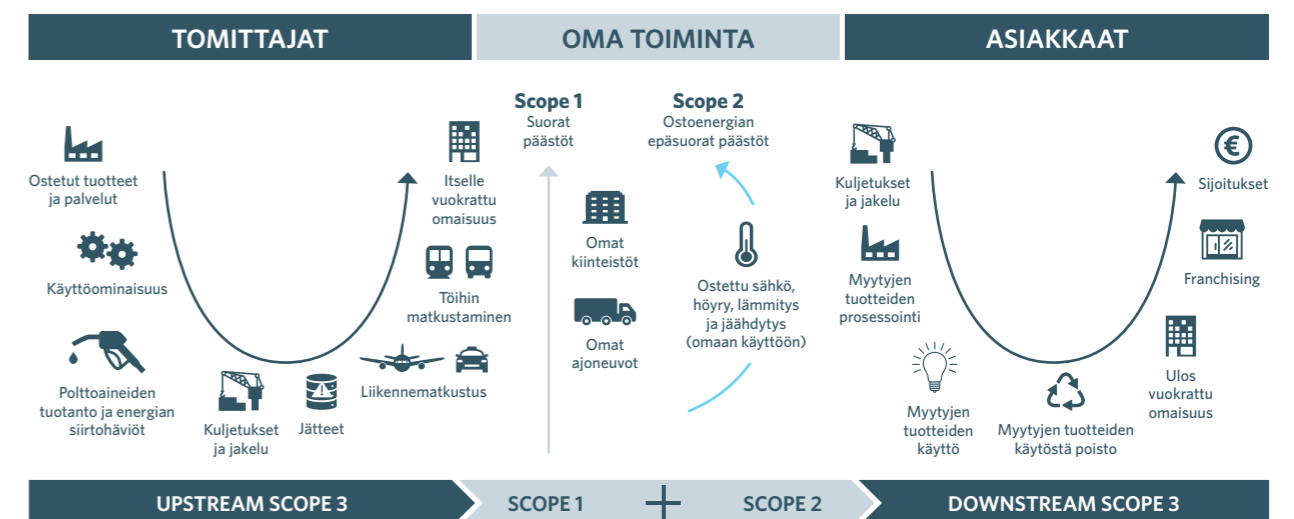 TOMITTAJAT
OMA TOIMINTA
ASIAKKAAT
Ostetut tuotteet
ja palvelut
Käyttöominaisuus
Polttoaineiden
tuotanto ja energian
siirtohäviöt
Kuljetukset
ja jakelu
Jätteet
Liikennematkustus
Töihin
matkustaminen
Itselle
vuokrattu
omaisuus
Scope 1
Suorat
päästöt
Omat
kiinteistöt
Omat
ajoneuvot
Scope 2
Ostoenergian
epäsuorat päästöt
Ostettu sähkö,
höyry, lämmitys
ja jäähdytys
(omaan käyttöön)
Kuljetukset
ja jakelu
Myytyjen
tuotteiden
prosessointi
Myytyjen
tuotteiden
käyttö
Myytyjen tuotteiden
käytöstä poisto
Ulos
vuokrattu
omaisuus
Franchising
€
Sijoitukset
UPSTREAM SCOPE 3
SCOPE 1
+
SCOPE 2
DOWNSTREAM SCOPE 3